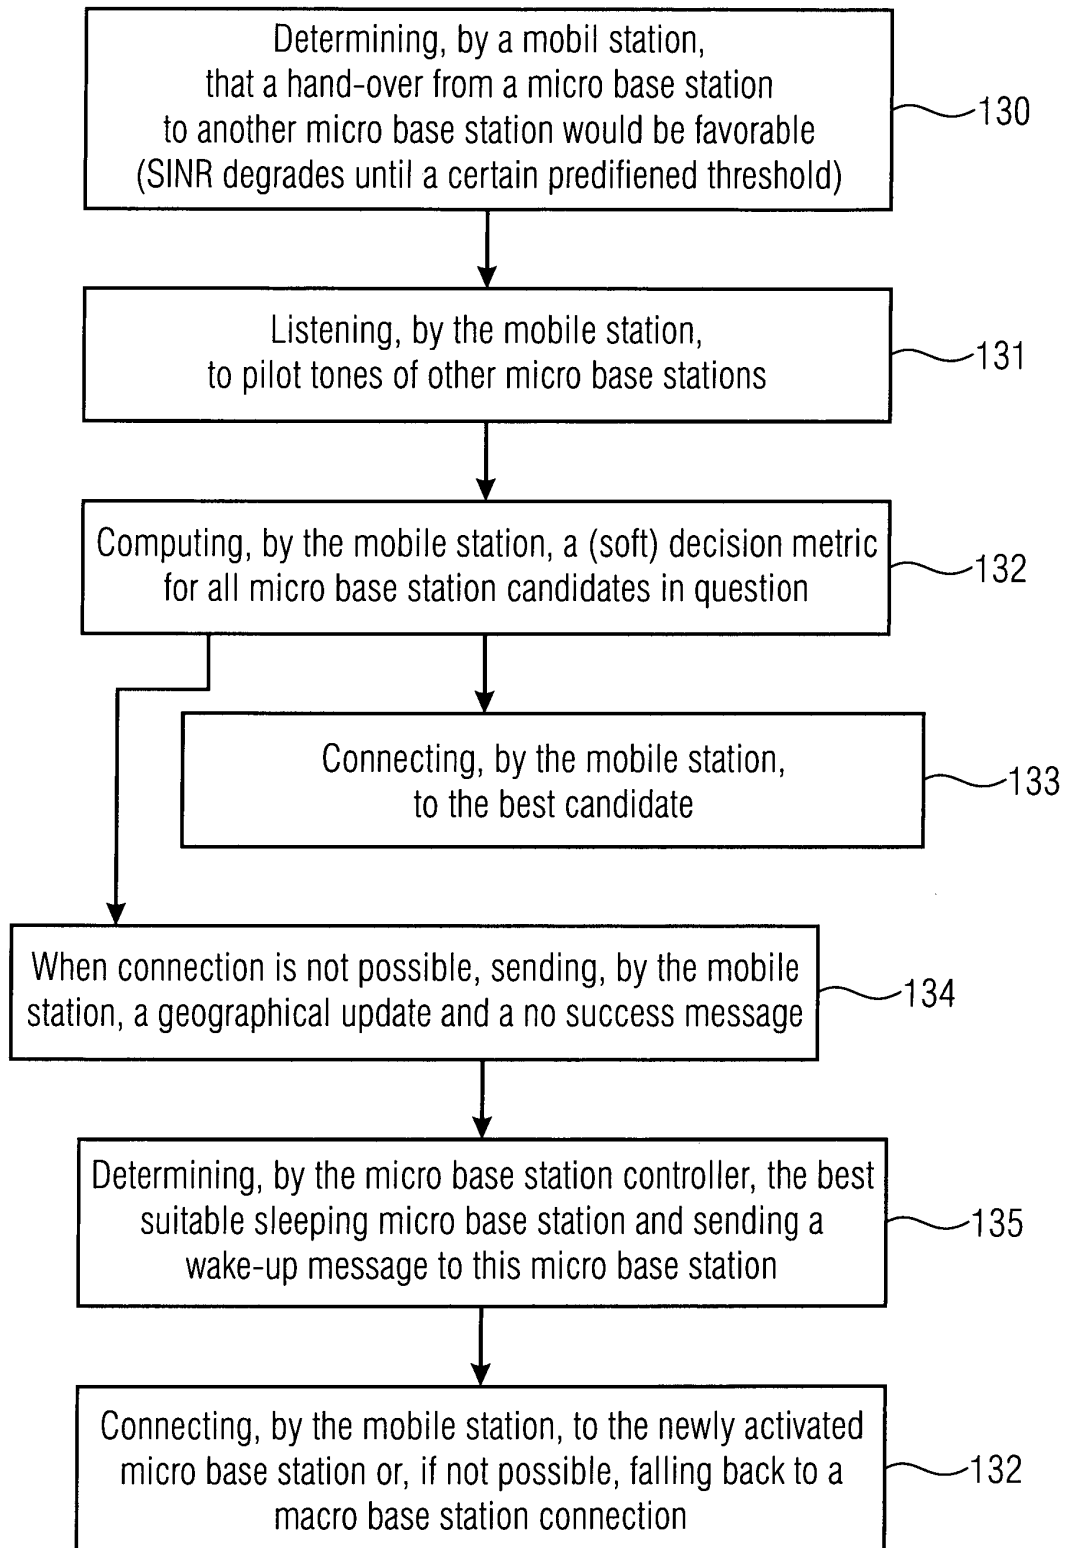 Determining, by a mobil station,
that a hand-over from a micro base station
to another micro base station would be favorable
(SINR degrades until a certain predifiened threshold)
130
Listening, by the mobile station,
to pilot tones of other micro base stations
131
Computing, by the mobile station, a (soft) decision metric
for all micro base station candidates in question
132
Connecting, by the mobile station,
to the best candidate
133
When connection is not possible, sending, by the mobile
station, a geographical update and a no success message
134
Determining, by the micro base station controller, the best
suitable sleeping micro base station and sending a
wake-up message to this micro base station
135
Connecting, by the mobile station, to the newly activated
micro base station or, if not possible, falling back to a
macro base station connection
132